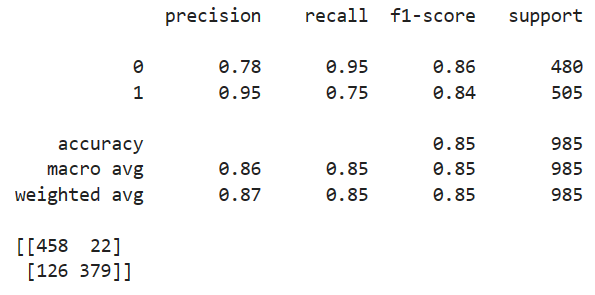 precision recall f1-score support
0 0.78 0.95 0.86 480
1 0.95 0.75 0.84 505
accuracy 0.85 985
macro avg 0.86 0.85 0.85 985
weighted avg 0.87 0.85 0.85 985
[[458 22]
[126 379]]